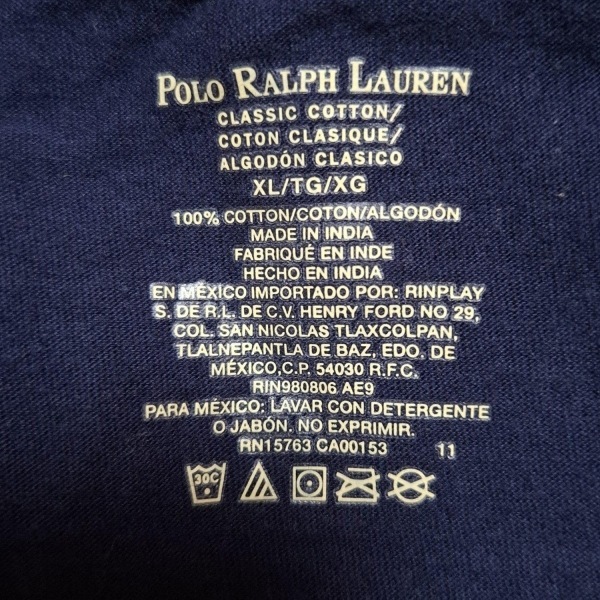 POLO RALPH LAUREN
CLASSIC COTTON/
COTON CLASIQUE/
ALGODÓN CLASICO
XL/TG/XG
100% COTTON/COTON/ALGODÓN
MADE IN INDIA
FABRIQUÉ EN INDE
HECHO EN INDIA
EN MÉXICO IMPORTADO POR: RINPLAY
S. DE R.L. DE C.V. HENRY FORD NO 29,
COL. SAN NICOLAS TLAXCOLPAN,
TLALNEPANTLA DE BAZ, EDO. DE
MÉXICO,C.P. 54030 R.F.C.
RIN980806 AE9
PARA MÉXICO: LAVAR CON DETERGENTE
O JABÓN. NO EXPRIMIR.
RN15763 CA00153 11
30C